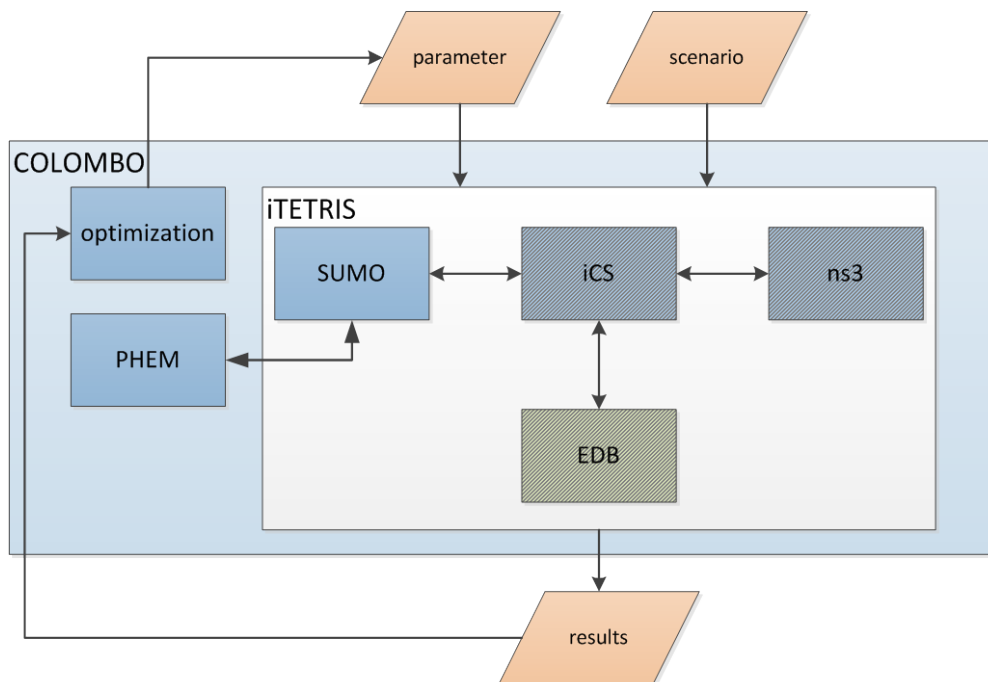 parameter
scenario
COLOMBO
iTETRIS
optimization
SUMO
iCS
ns3
PHEM
EDB
results